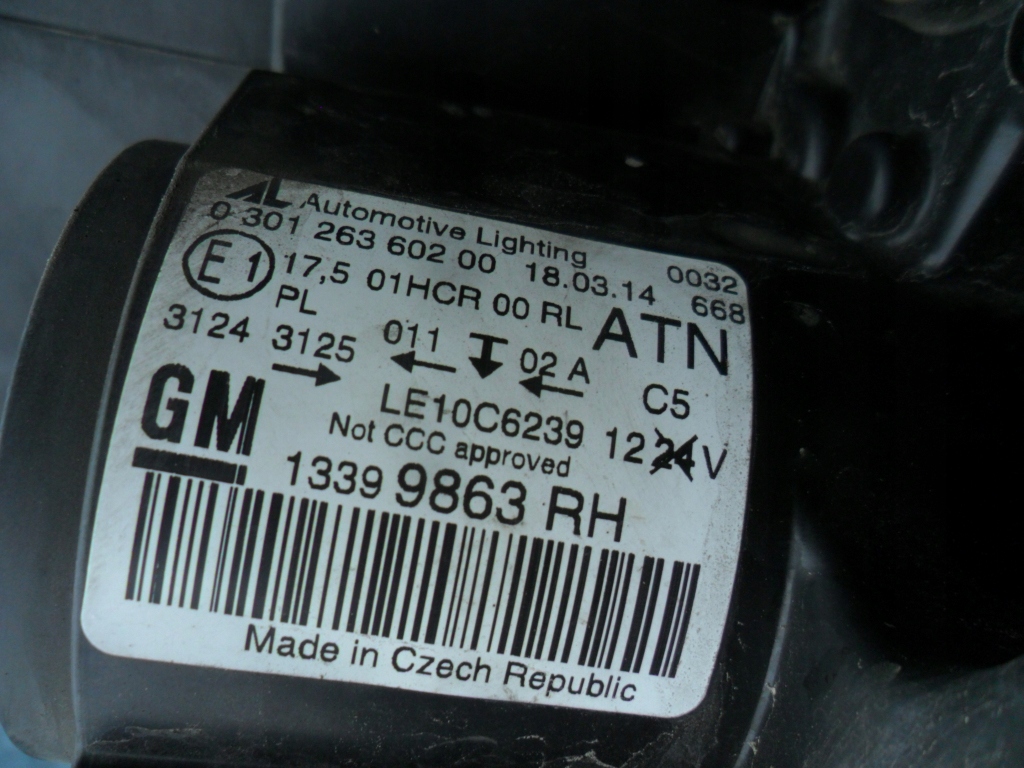 AL Automotive Lighting
0 301 263 602 00 18.03.14 0032
E1 17,5 01HCR 00 RL 668
PL ATN
3124 3125 011 02 A C5
LE10C6239 12 24 V
Not CCC approved
GM 1339 9863 RH
Made in Czech Republic